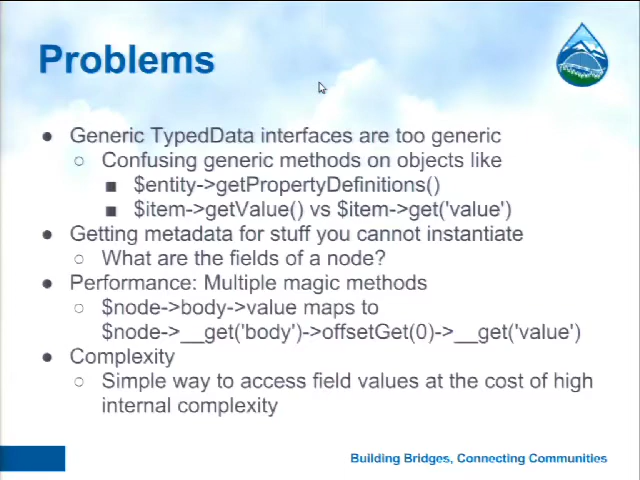 Problems
● Generic TypedData interfaces are too generic
○ Confusing generic methods on objects like
■ $entity->getPropertyDefinitions()
■ $item->getValue() vs $item->get('value')
● Getting metadata for stuff you cannot instantiate
○ What are the fields of a node?
● Performance: Multiple magic methods
○ $node->body->value maps to
$node->__get('body')->offsetGet(0)->__get('value')
● Complexity
○ Simple way to access field values at the cost of high
internal complexity
Building Bridges, Connecting Communities